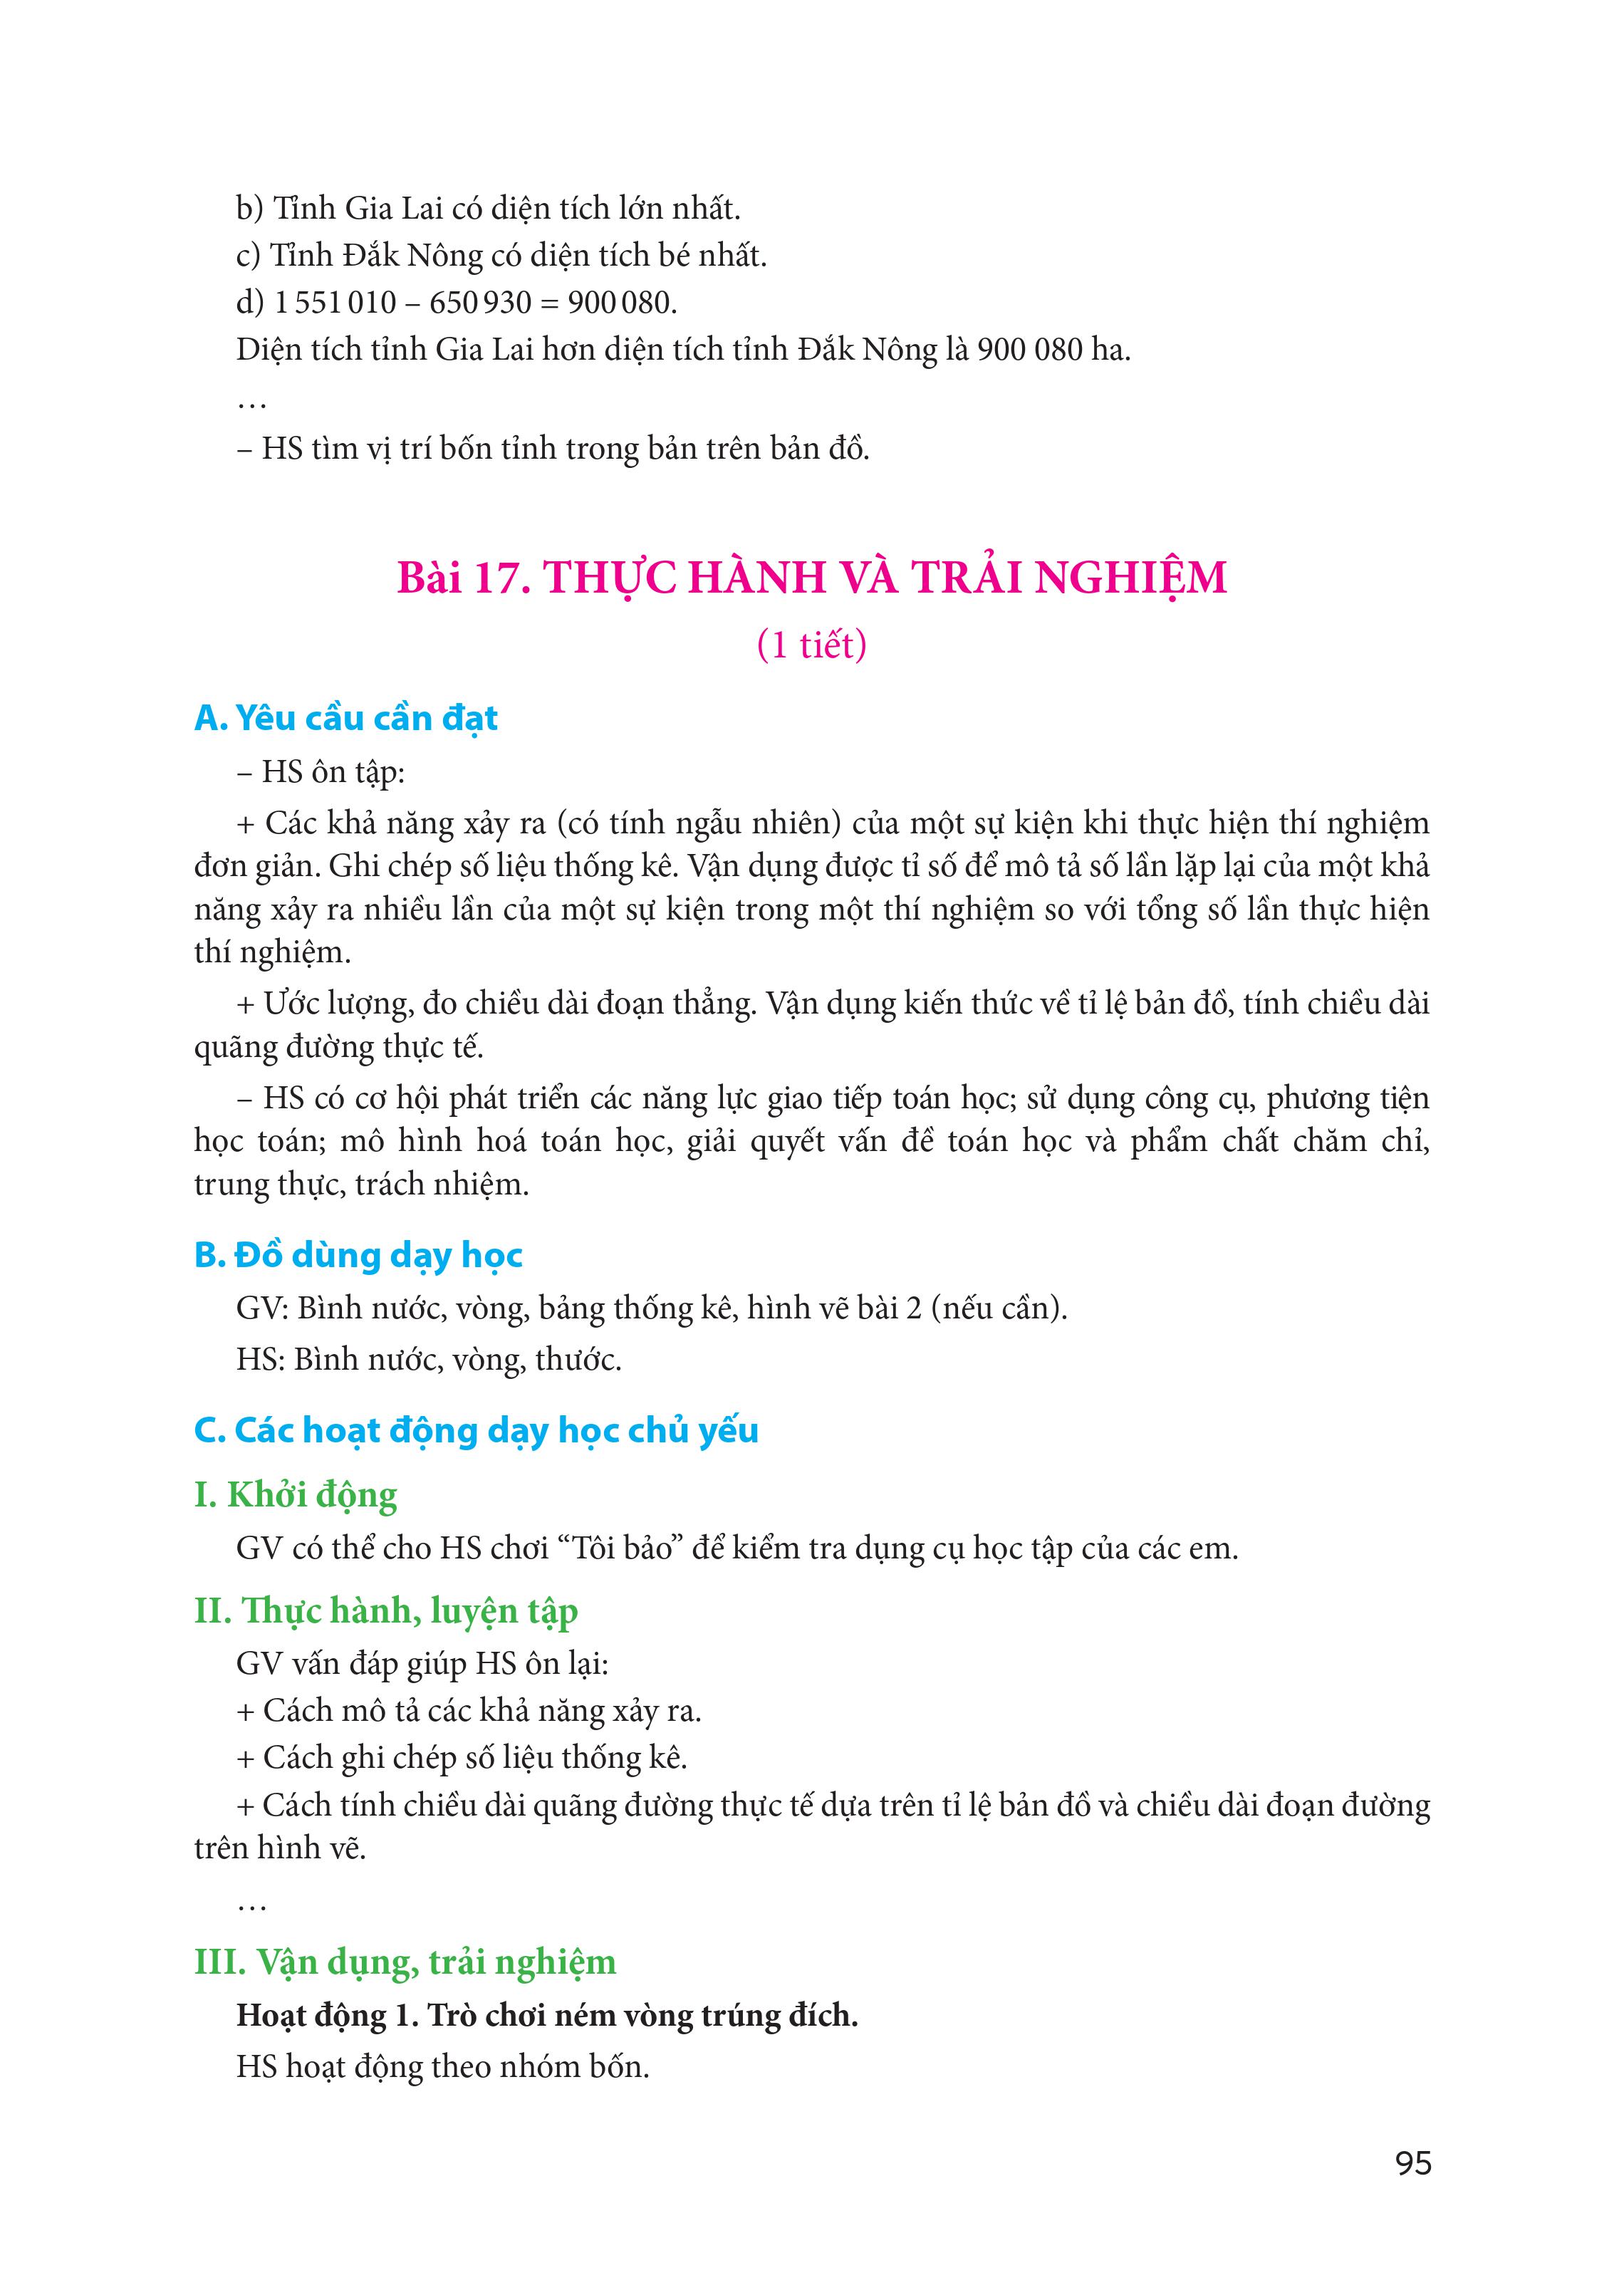 b) Tỉnh Gia Lai có diện tích lớn nhất.
c) Tỉnh Đắk Nông có diện tích bé nhất.
d) 1 551 010 – 650 930 = 900 080.
Diện tích tỉnh Gia Lai hơn diện tích tỉnh Đắk Nông là 900 080 ha.
…
– HS tìm vị trí bốn tỉnh trong bản trên bản đồ.
Bài 17. THỰC HÀNH VÀ TRẢI NGHIỆM
(1 tiết)
A. Yêu cầu cần đạt
– HS ôn tập:
+ Các khả năng xảy ra (có tính ngẫu nhiên) của một sự kiện khi thực hiện thí nghiệm
đơn giản. Ghi chép số liệu thống kê. Vận dụng được tỉ số để mô tả số lần lặp lại của một khả
năng xảy ra nhiều lần của một sự kiện trong một thí nghiệm so với tổng số lần thực hiện
thí nghiệm.
+ Ước lượng, đo chiều dài đoạn thẳng. Vận dụng kiến thức về tỉ lệ bản đồ, tính chiều dài
quãng đường thực tế.
– HS có cơ hội phát triển các năng lực giao tiếp toán học; sử dụng công cụ, phương tiện
học toán; mô hình hoá toán học, giải quyết vấn đề toán học và phẩm chất chăm chỉ,
trung thực, trách nhiệm.
B. Đồ dùng dạy học
GV: Bình nước, vòng, bảng thống kê, hình vẽ bài 2 (nếu cần).
HS: Bình nước, vòng, thước.
C. Các hoạt động dạy học chủ yếu
I. Khởi động
GV có thể cho HS chơi “Tôi bảo” để kiểm tra dụng cụ học tập của các em.
II. Thực hành, luyện tập
GV vấn đáp giúp HS ôn lại:
+ Cách mô tả các khả năng xảy ra.
+ Cách ghi chép số liệu thống kê.
+ Cách tính chiều dài quãng đường thực tế dựa trên tỉ lệ bản đồ và chiều dài đoạn đường
trên hình vẽ.
…
III. Vận dụng, trải nghiệm
Hoạt động 1. Trò chơi ném vòng trúng đích.
HS hoạt động theo nhóm bốn.
95